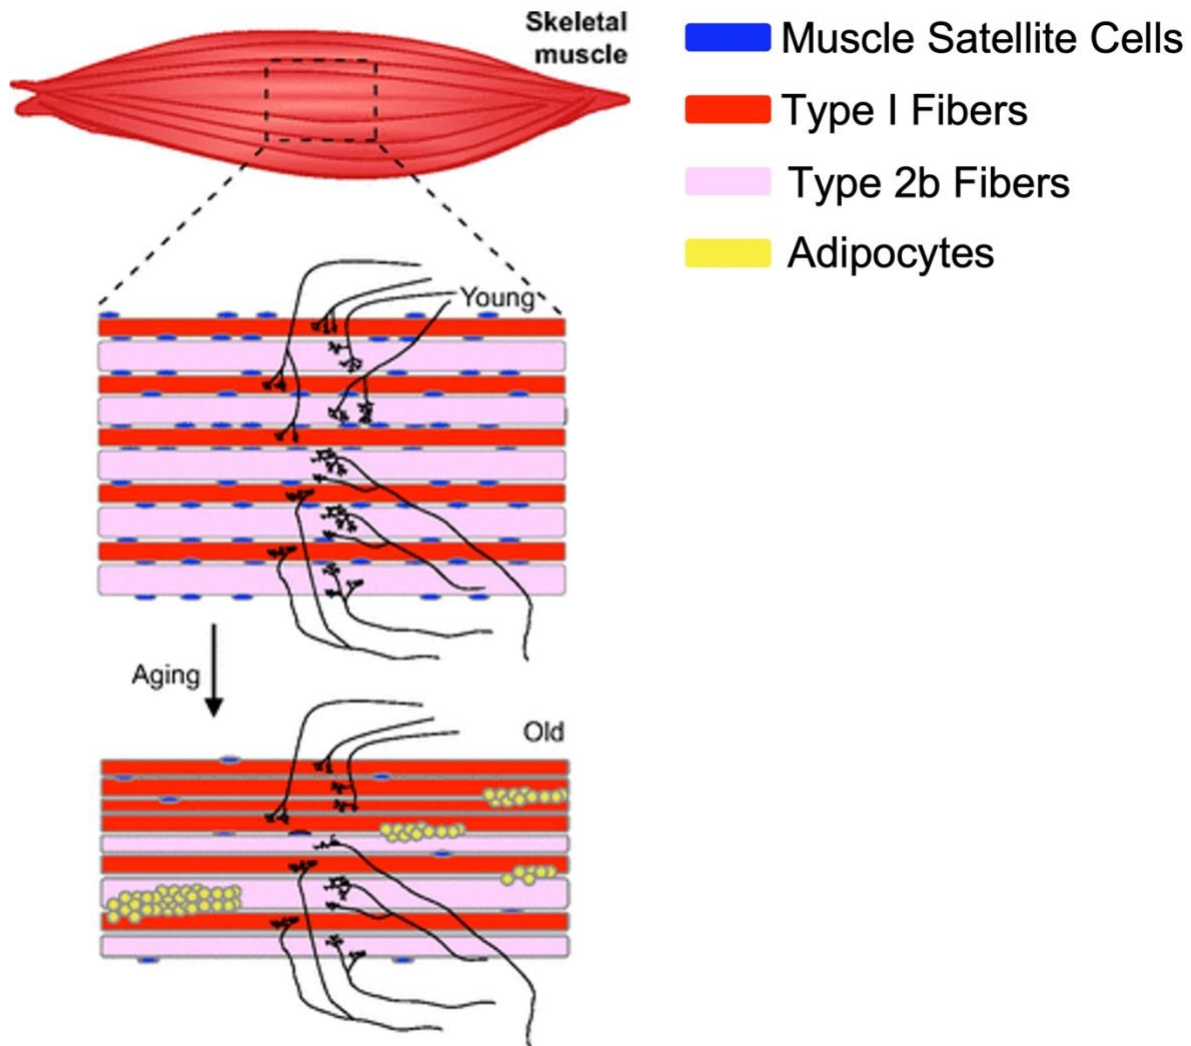 Skeletal
muscle
Muscle Satellite Cells
Type I Fibers
Type 2b Fibers
Adipocytes
Young
Aging
Old